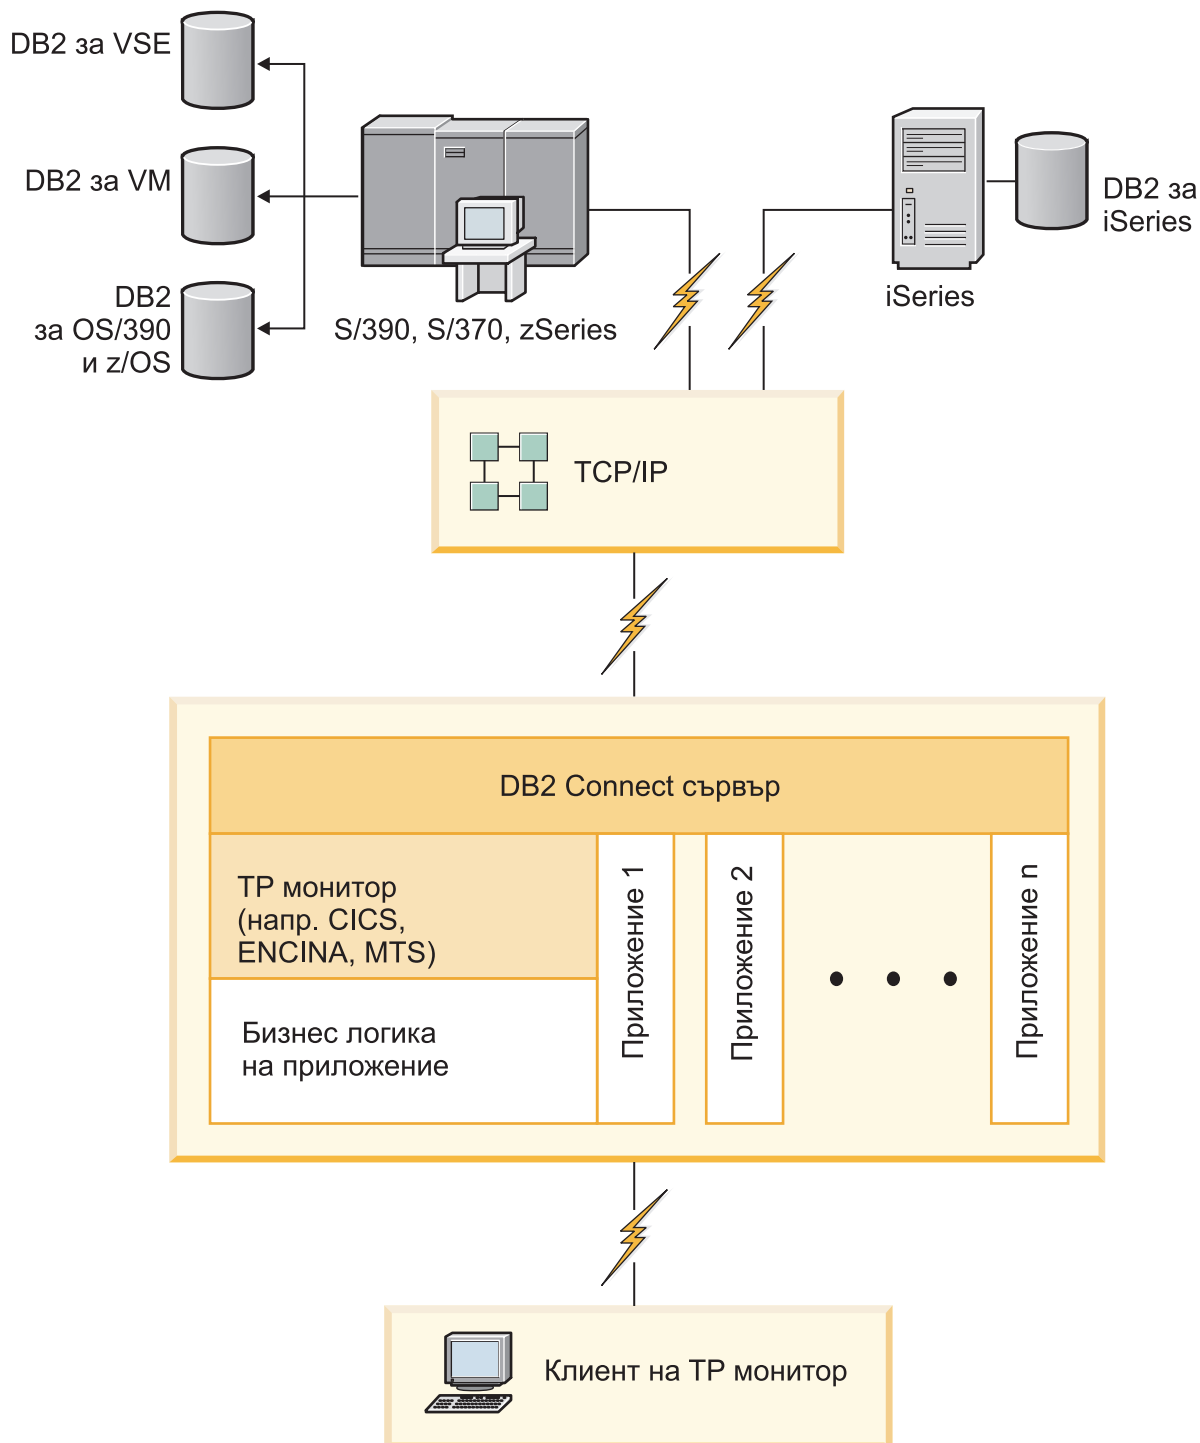 DB2 за VSE
DB2 за VM
DB2
за OS/390
и z/OS
S/390, S/370, zSeries
iSeries
DB2 за
iSeries
TCP/IP
DB2 Connect сървър
TP монитор
(напр. CICS,
ENCINA, MTS)
Бизнес логика
на приложение
Приложение 1
Приложение 2
Приложение n
Клиент на TP монитор